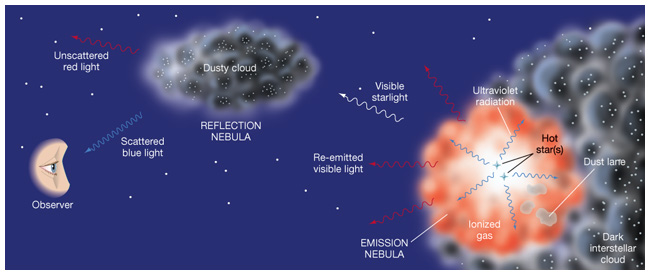 Unscattered
red light
Dusty cloud
Visible
starlight
Ultraviolet
radiation
Scattered
blue light
REFLECTION
NEBULA
Hot
star(s)
Re-emitted
visible light
Dust lane
Observer
Ionized
gas
EMISSION
NEBULA
Dark
interstellar
cloud